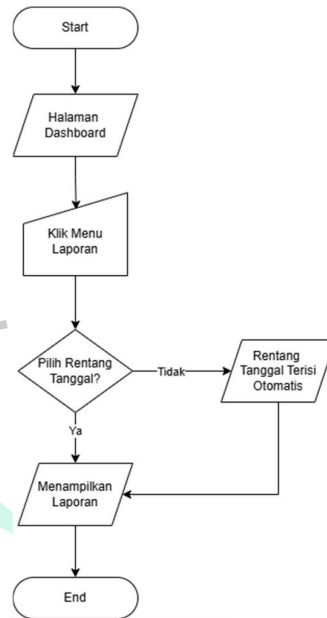 Start
Halaman
Dashboard
Klik Menu
Laporan
Pilih Rentang
Tanggal?
Tidak
Rentang
Tanggal Terisi
Otomatis
Ya
Menampilkan
Laporan
End